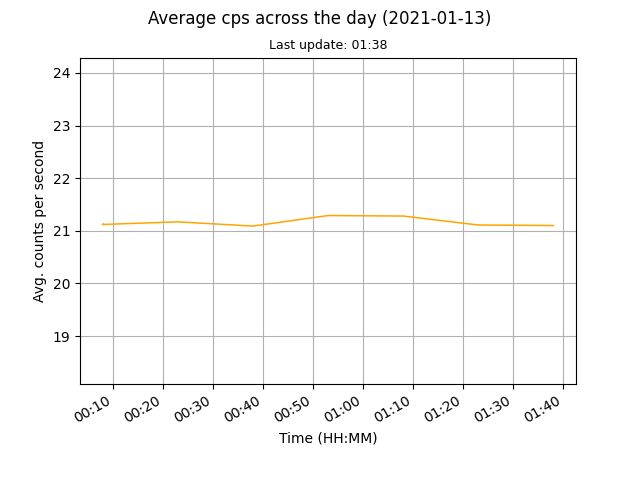 Average cps across the day (2021-01-13)
Last update: 01:38
24
23
22
21
20
19
Avg. counts per second
00:10 00:20 00:30 00:40 00:50 01:00 01:10 01:20 01:30 01:40
Time (HH:MM)